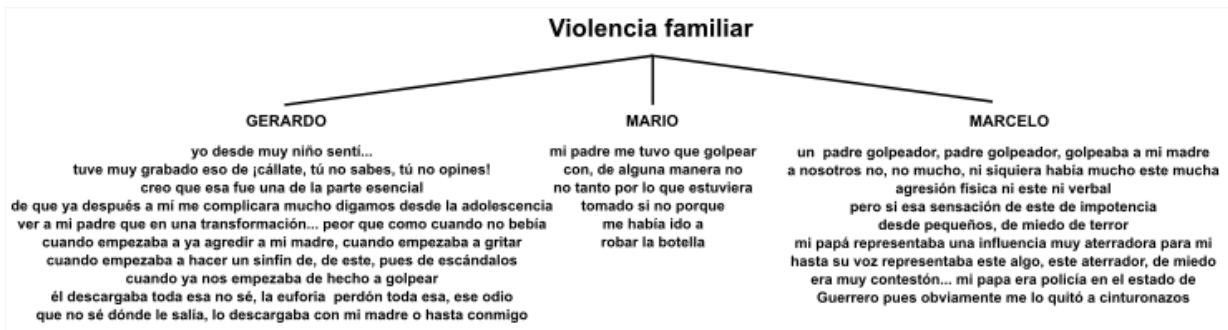 Violencia familiar
GERARDO
yo desde muy niño sentí...
tuve muy grabado eso de ¡cállate, tú no sabes, tú no opines!
creo que esa fue una de la parte esencial
de que ya después a mí me complicara mucho digamos desde la adolescencia
ver a mi padre que en una transformación... peor que como cuando no bebía
cuando empezaba a ya agredir a mi madre, cuando empezaba a gritar
cuando empezaba a hacer un sinfin de, de este, pues de escándalos
cuando ya nos empezaba de hecho a golpear
él descargaba toda esa no sé, la euforia perdón toda esa, ese odio
que no sé dónde le salía, lo descargaba con mi madre o hasta conmigo
MARIO
mi padre me tuvo que golpear
con, de alguna manera no
no tanto por lo que estuviera
tomado si no porque
me había ido a
robar la botella
MARCELO
un padre golpeador, padre golpeador, golpeaba a mi madre
a nosotros no, no mucho, ni siquiera había mucho este mucha
agresión física ni este ni verbal
pero si esa sensación de este de impotencia
desde pequeños, de miedo de terror
mi papá representaba una influencia muy aterradora para mi
hasta su voz representaba este algo, este aterrador, de miedo
era muy contestón... mi papa era policía en el estado de
Guerrero pues obviamente me lo quitó a cinturonazos